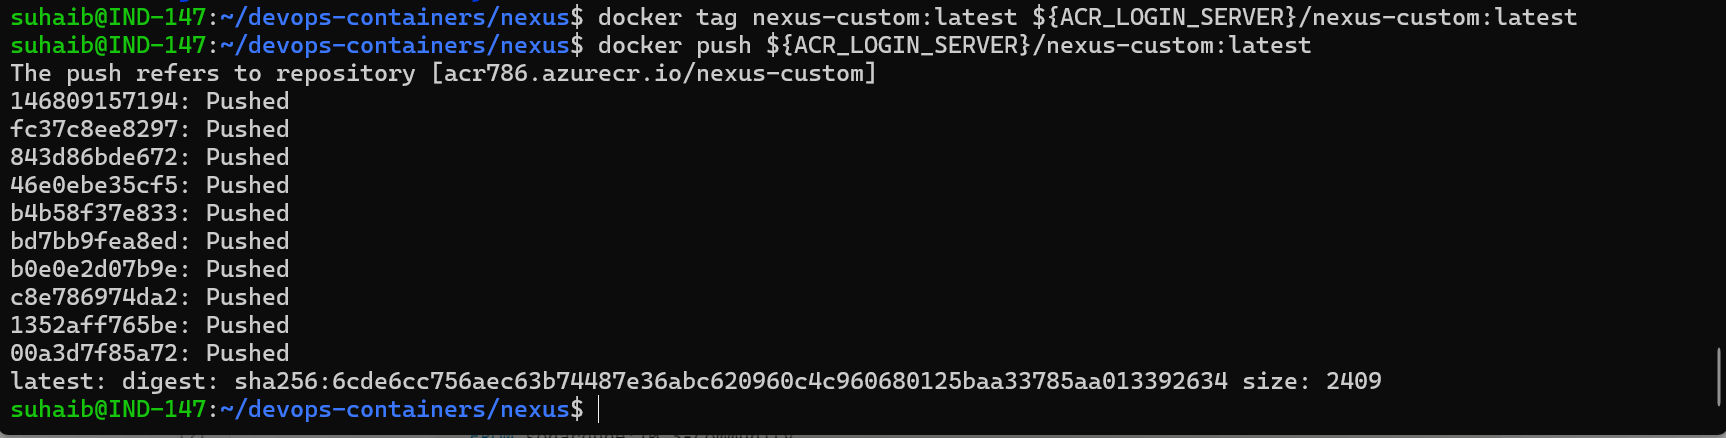 suhaib@IND-147:~/devops-containers/nexus$ docker tag nexus-custom:latest ${ACR_LOGIN_SERVER}/nexus-custom:latest
suhaib@IND-147:~/devops-containers/nexus$ docker push ${ACR_LOGIN_SERVER}/nexus-custom:latest
The push refers to repository [acr786.azurecr.io/nexus-custom]
146809157194: Pushed
fc37c8ee8297: Pushed
843d86bde672: Pushed
46e0ebe35cf5: Pushed
b4b58f37e833: Pushed
bd7bb9fea8ed: Pushed
b0e0e2d07b9e: Pushed
c8e786974da2: Pushed
1352aff765be: Pushed
00a3d7f85a72: Pushed
latest: digest: sha256:6cde6cc756aec63b74487e36abc620960c4c960680125baa33785aa013392634 size: 2409
suhaib@IND-147:~/devops-containers/nexus$